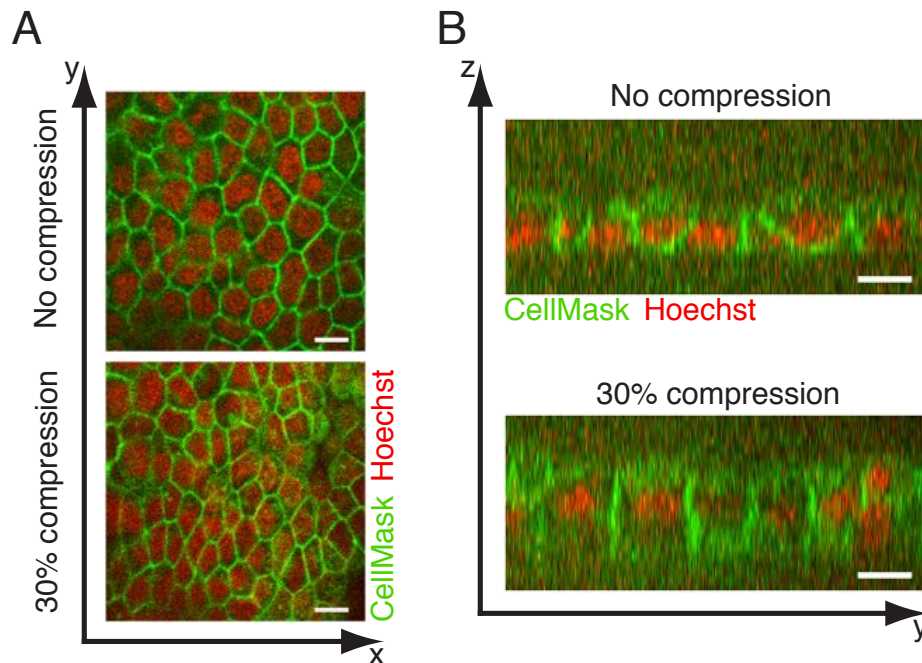 A
y
No compression
30% compression
CellMask Hoechst
x
B
z
No compression
CellMask Hoechst
30% compression
y